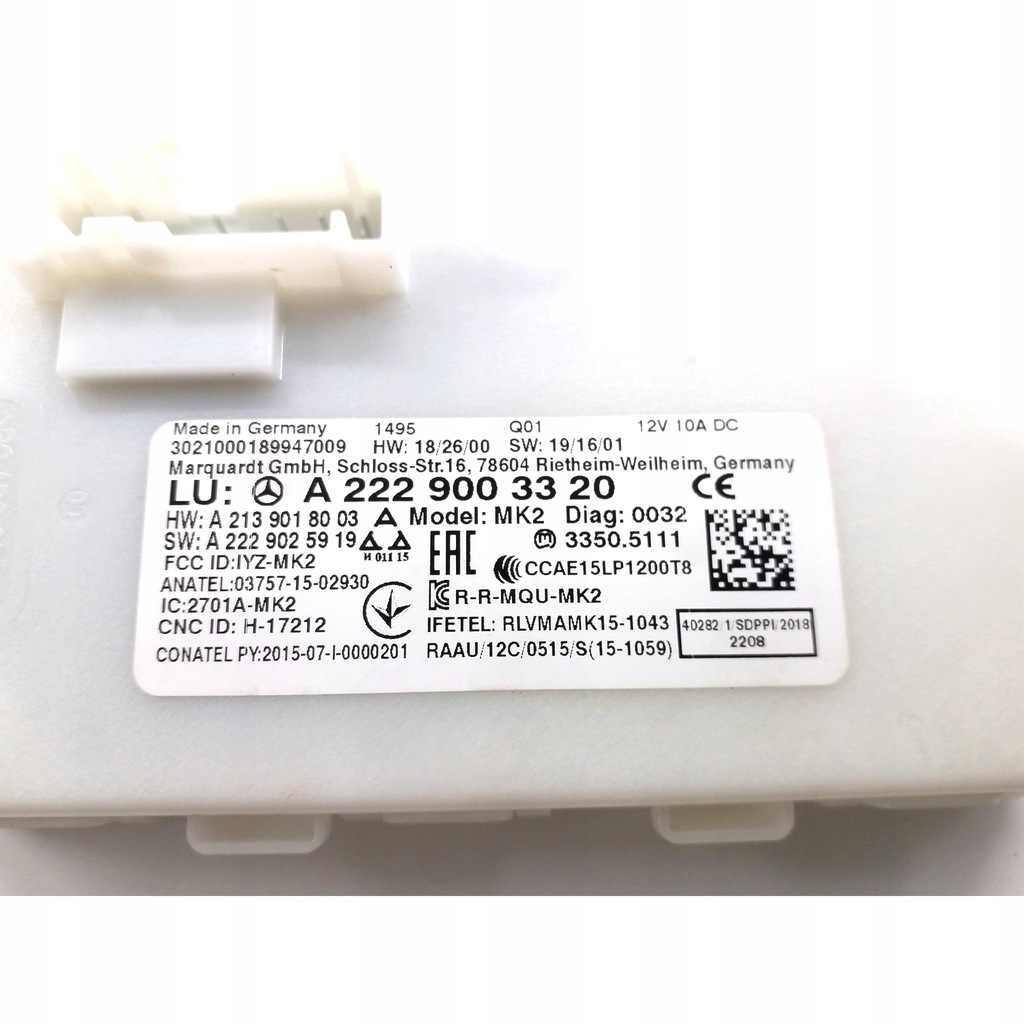 Made in Germany 1495 Q01 12V 10A DC
3021000189947009 HW: 18/26/00 SW: 19/16/01
Marquardt GmbH, Schloss-Str.16, 78604 Rietheim-Weilheim, Germany
LU: A 222 900 33 20 CE
HW: A 213 901 80 03 Model: MK2 Diag: 0032
SW: A 222 902 59 19 EAC 3350.5111
И 011 15
FCC ID:IYZ-MK2 CCAE15LP1200T8
ANATEL:03757-15-02930
IC:2701A-MK2 R-R-MQU-MK2
CNC ID: H-17212 IFETEL: RLVMAMK15-1043
40282/1/SDPPI/2018
2208
CONATEL PY:2015-07-I-0000201 RAAU/12C/0515/S(15-1059)